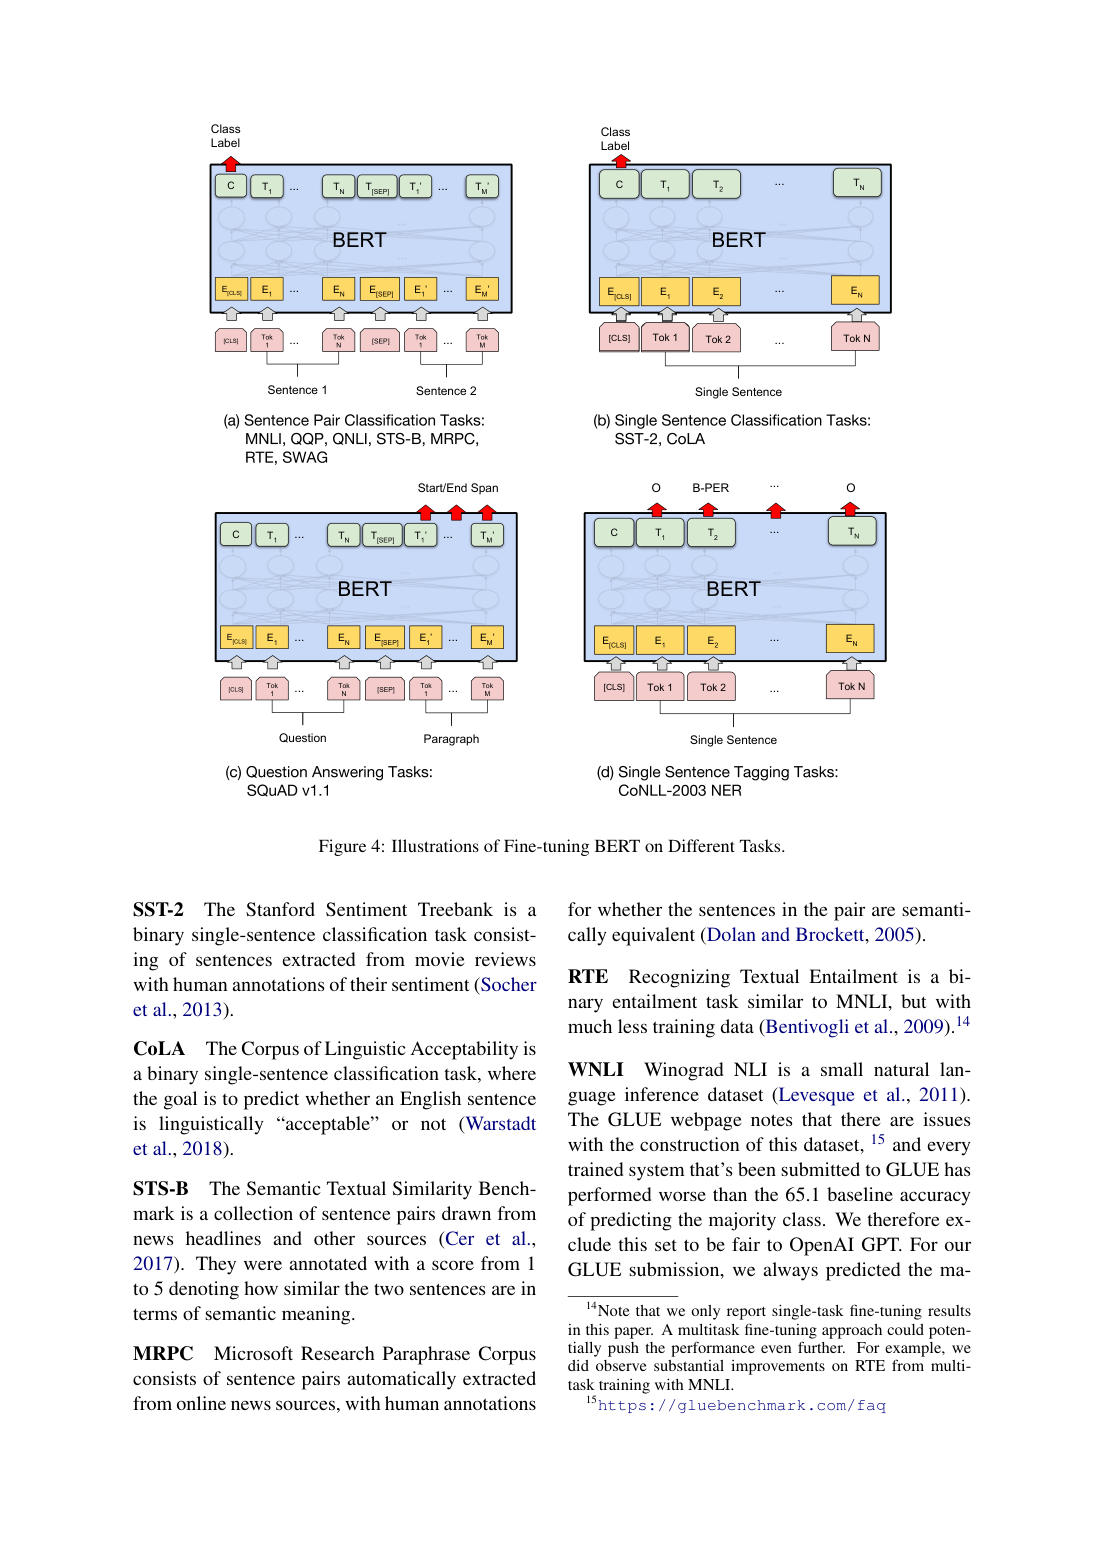 Class
Label
C T1 ... TN T[SEP] T1' ... TM'
BERT
E[CLS] E1 ... EN E[SEP] E1' ... EM'
[CLS] Tok 1 ... Tok N [SEP] Tok 1 ... Tok M
Sentence 1 Sentence 2
(a) Sentence Pair Classification Tasks:
MNLI, QQP, QNLI, STS-B, MRPC,
RTE, SWAG
Class
Label
C T1 T2 ... TN
BERT
E[CLS] E1 E2 ... EN
[CLS] Tok 1 Tok 2 ... Tok N
Single Sentence
(b) Single Sentence Classification Tasks:
SST-2, CoLA
Start/End Span
C T1 ... TN T[SEP] T1' ... TM'
BERT
E[CLS] E1 ... EN E[SEP] E1' ... EM'
[CLS] Tok 1 ... Tok N [SEP] Tok 1 ... Tok M
Question Paragraph
(c) Question Answering Tasks:
SQuAD v1.1
O B-PER ... O
C T1 T2 ... TN
BERT
E[CLS] E1 E2 ... EN
[CLS] Tok 1 Tok 2 ... Tok N
Single Sentence
(d) Single Sentence Tagging Tasks:
CoNLL-2003 NER
Figure 4: Illustrations of Fine-tuning BERT on Different Tasks.
SST-2 The Stanford Sentiment Treebank is a
binary single-sentence classification task consist-
ing of sentences extracted from movie reviews
with human annotations of their sentiment (Socher
et al., 2013).
CoLA The Corpus of Linguistic Acceptability is
a binary single-sentence classification task, where
the goal is to predict whether an English sentence
is linguistically “acceptable” or not (Warstadt
et al., 2018).
STS-B The Semantic Textual Similarity Bench-
mark is a collection of sentence pairs drawn from
news headlines and other sources (Cer et al.,
2017). They were annotated with a score from 1
to 5 denoting how similar the two sentences are in
terms of semantic meaning.
MRPC Microsoft Research Paraphrase Corpus
consists of sentence pairs automatically extracted
from online news sources, with human annotations
for whether the sentences in the pair are semanti-
cally equivalent (Dolan and Brockett, 2005).
RTE Recognizing Textual Entailment is a bi-
nary entailment task similar to MNLI, but with
much less training data (Bentivogli et al., 2009).14
WNLI Winograd NLI is a small natural lan-
guage inference dataset (Levesque et al., 2011).
The GLUE webpage notes that there are issues
with the construction of this dataset, 15 and every
trained system that's been submitted to GLUE has
performed worse than the 65.1 baseline accuracy
of predicting the majority class. We therefore ex-
clude this set to be fair to OpenAI GPT. For our
GLUE submission, we always predicted the ma-
14Note that we only report single-task fine-tuning results
in this paper. A multitask fine-tuning approach could poten-
tially push the performance even further. For example, we
did observe substantial improvements on RTE from multi-
task training with MNLI.
15https://gluebenchmark.com/faq